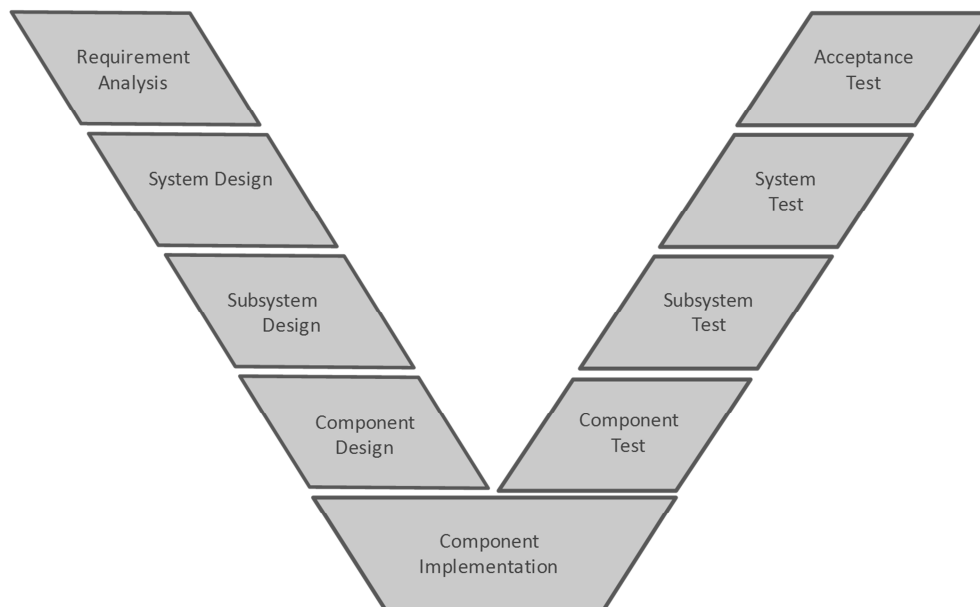 Requirement
Analysis
Acceptance
Test
System Design
System
Test
Subsystem
Design
Subsystem
Test
Component
Design
Component
Test
Component
Implementation